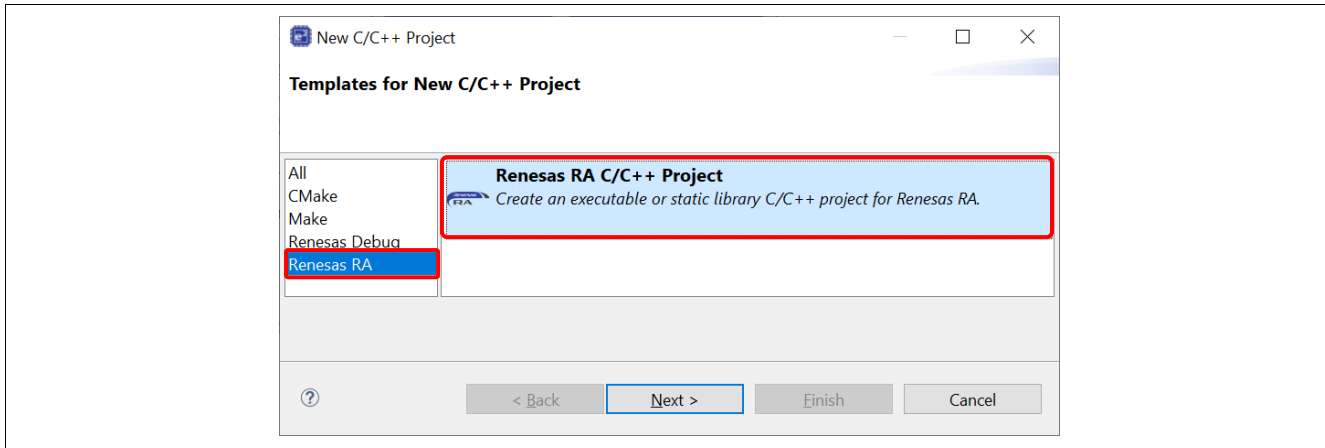 New C/C++ Project
Templates for New C/C++ Project
All
CMake
Make
Renesas Debug
Renesas RA
Renesas RA C/C++ Project
Create an executable or static library C/C++ project for Renesas RA.
RA
?
< Back
Next >
Finish
Cancel